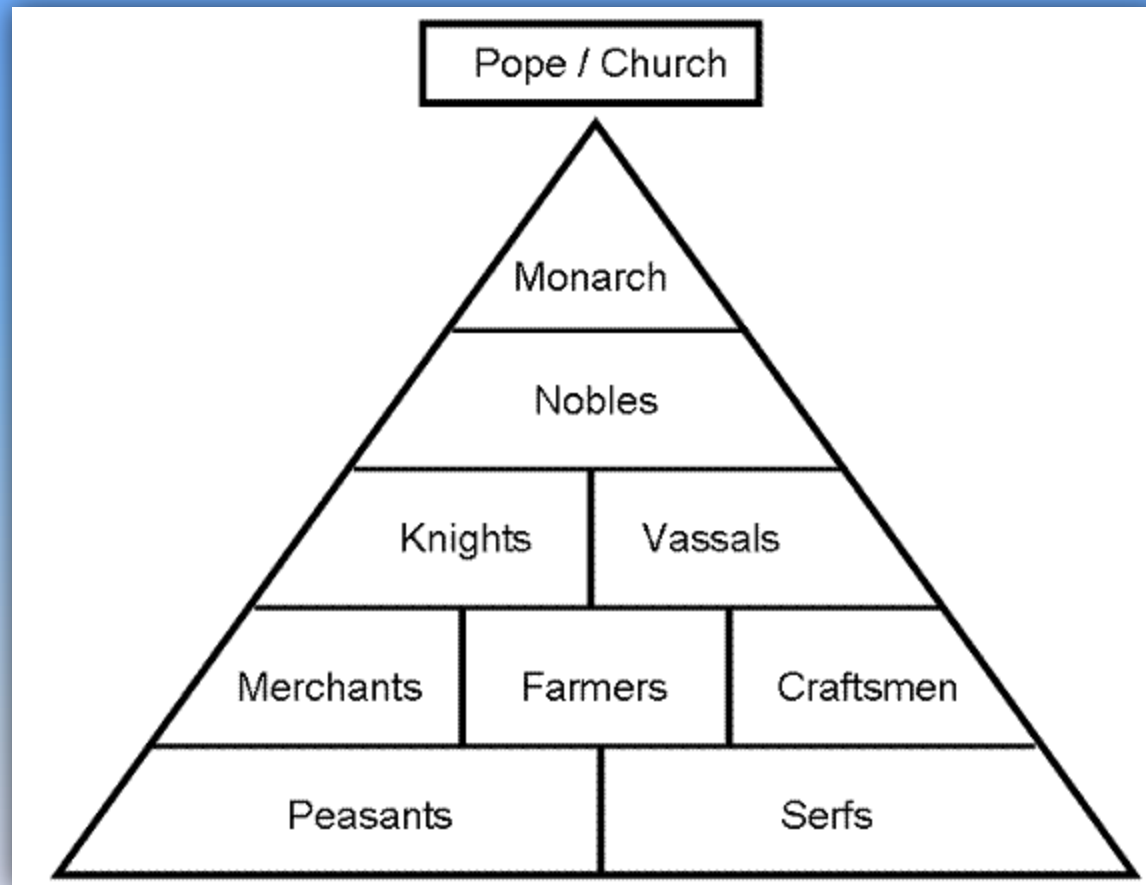 Pope / Church
Monarch
Nobles
Knights Vassals
Merchants Farmers Craftsmen
Peasants Serfs